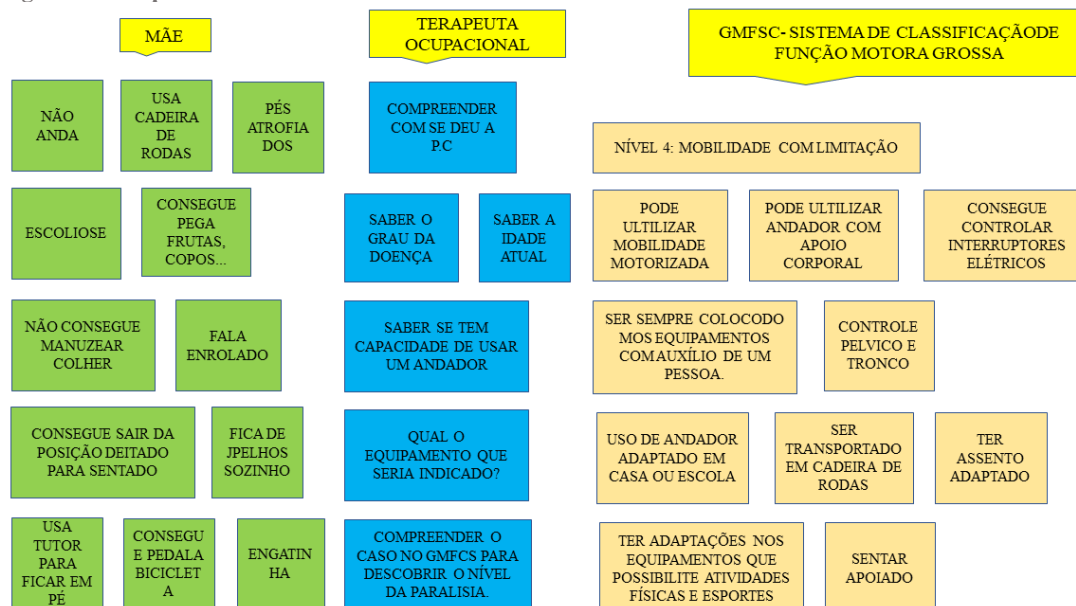 MÃE
TERAPEUTA
OCUPACIONAL
GMFSC- SISTEMA DE CLASSIFICAÇÃODE
FUNÇÃO MOTORA GROSSA
NÃO
ANDA
USA
CADEIRA
DE
RODAS
PÉS
ATROFIA
DOS
COMPREENDER
COM SE DEU A
P.C
NÍVEL 4: MOBILIDADE COM LIMITAÇÃO
ESCOLIOSE
CONSEGUE
PEGA
FRUTAS,
COPOS...
SABER O
GRAU DA
DOENÇA
SABER A
IDADE
ATUAL
PODE
ULTILIZAR
MOBILIDADE
MOTORIZADA
PODE ULTILIZAR
ANDADOR COM
APOIO
CORPORAL
CONSEGUE
CONTROLAR
INTERRUPTORES
ELÉTRICOS
NÃO CONSEGUE
MANUZEAR
COLHER
FALA
ENROLADO
SABER SE TEM
CAPACIDADE DE USAR
UM ANDADOR
SER SEMPRE COLOCODO
MOS EQUIPAMENTOS
COM AUXÍLIO DE UM
PESSOA.
CONTROLE
PELVICO E
TRONCO
CONSEGUE SAIR DA
POSIÇÃO DEITADO
PARA SENTADO
FICA DE
JPELHOS
SOZINHO
QUAL O
EQUIPAMENTO QUE
SERIA INDICADO?
USO DE ANDADOR
ADAPTADO EM
CASA OU ESCOLA
SER
TRANSPORTADO
EM CADEIRA DE
RODAS
TER
ASSENTO
ADAPTADO
USA
TUTOR
PARA
FICAR EM
PÉ
CONSEGU
E PEDALA
BICICLET
A
ENGATIN
HA
COMPREENDER O
CASO NO GMFCS PARA
DESCOBRIR O NÍVEL
DA PARALISIA.
TER ADAPTAÇÕES NOS
EQUIPAMENTOS QUE
POSSIBILITE ATIVIDADES
FÍSICAS E ESPORTES
SENTAR
APOIADO